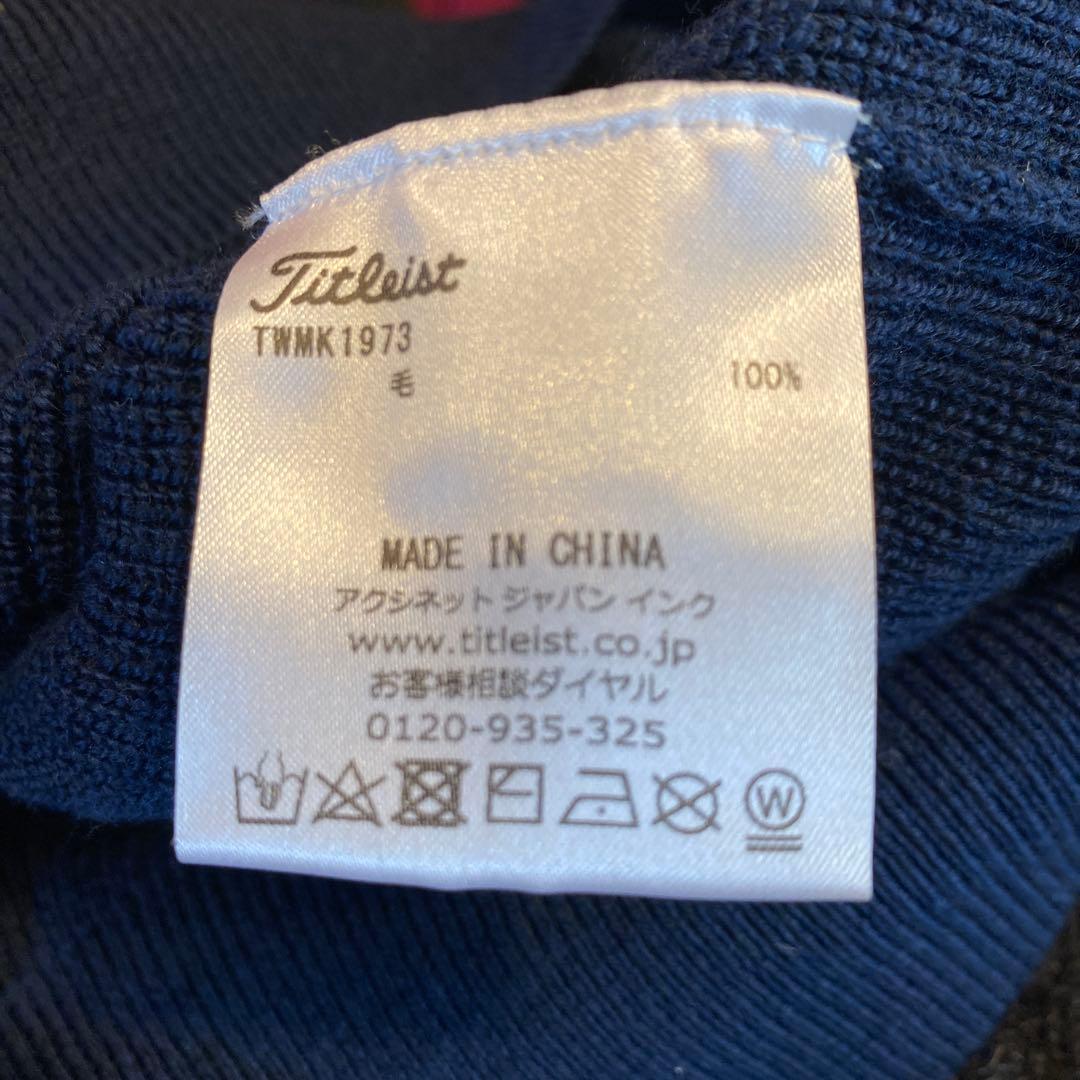 Titleist
TWMK1973
毛 100%
MADE IN CHINA
アクシネット ジャパン インク
www.titleist.co.jp
お客様相談ダイヤル
0120-935-325
W